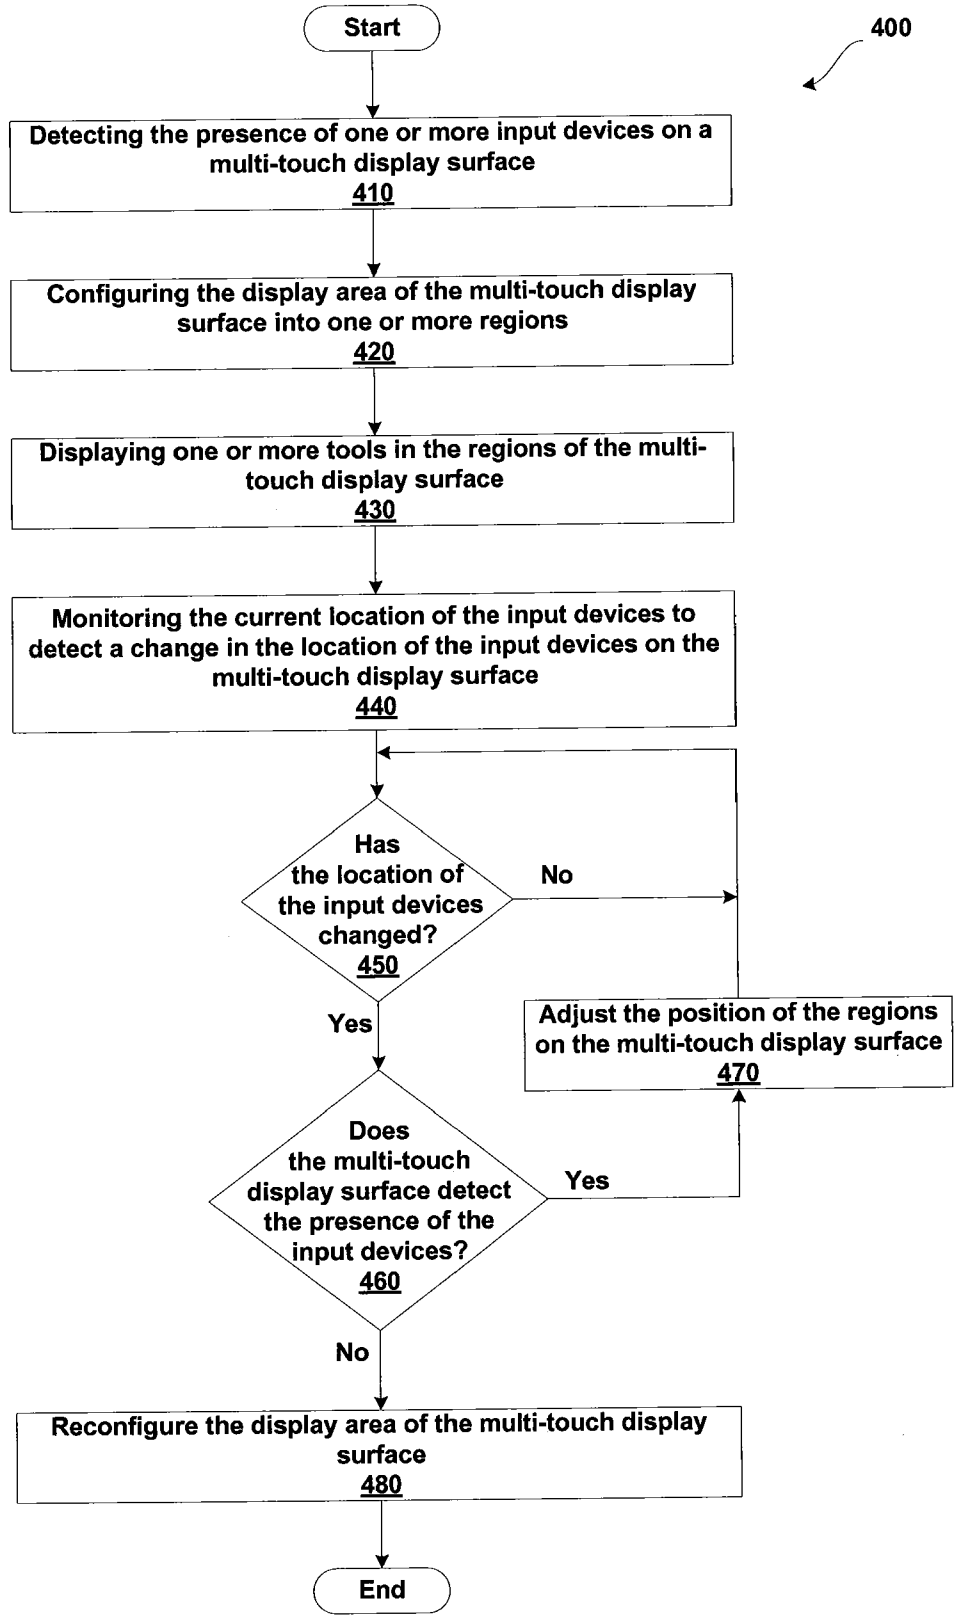 Start
400
Detecting the presence of one or more input devices on a
multi-touch display surface
410
Configuring the display area of the multi-touch display
surface into one or more regions
420
Displaying one or more tools in the regions of the multi-
touch display surface
430
Monitoring the current location of the input devices to
detect a change in the location of the input devices on the
multi-touch display surface
440
Has
the location of
the input devices
changed?
450
No
Yes
Adjust the position of the regions
on the multi-touch display surface
470
Does
the multi-touch
display surface detect
the presence of the
input devices?
460
Yes
No
Reconfigure the display area of the multi-touch display
surface
480
End